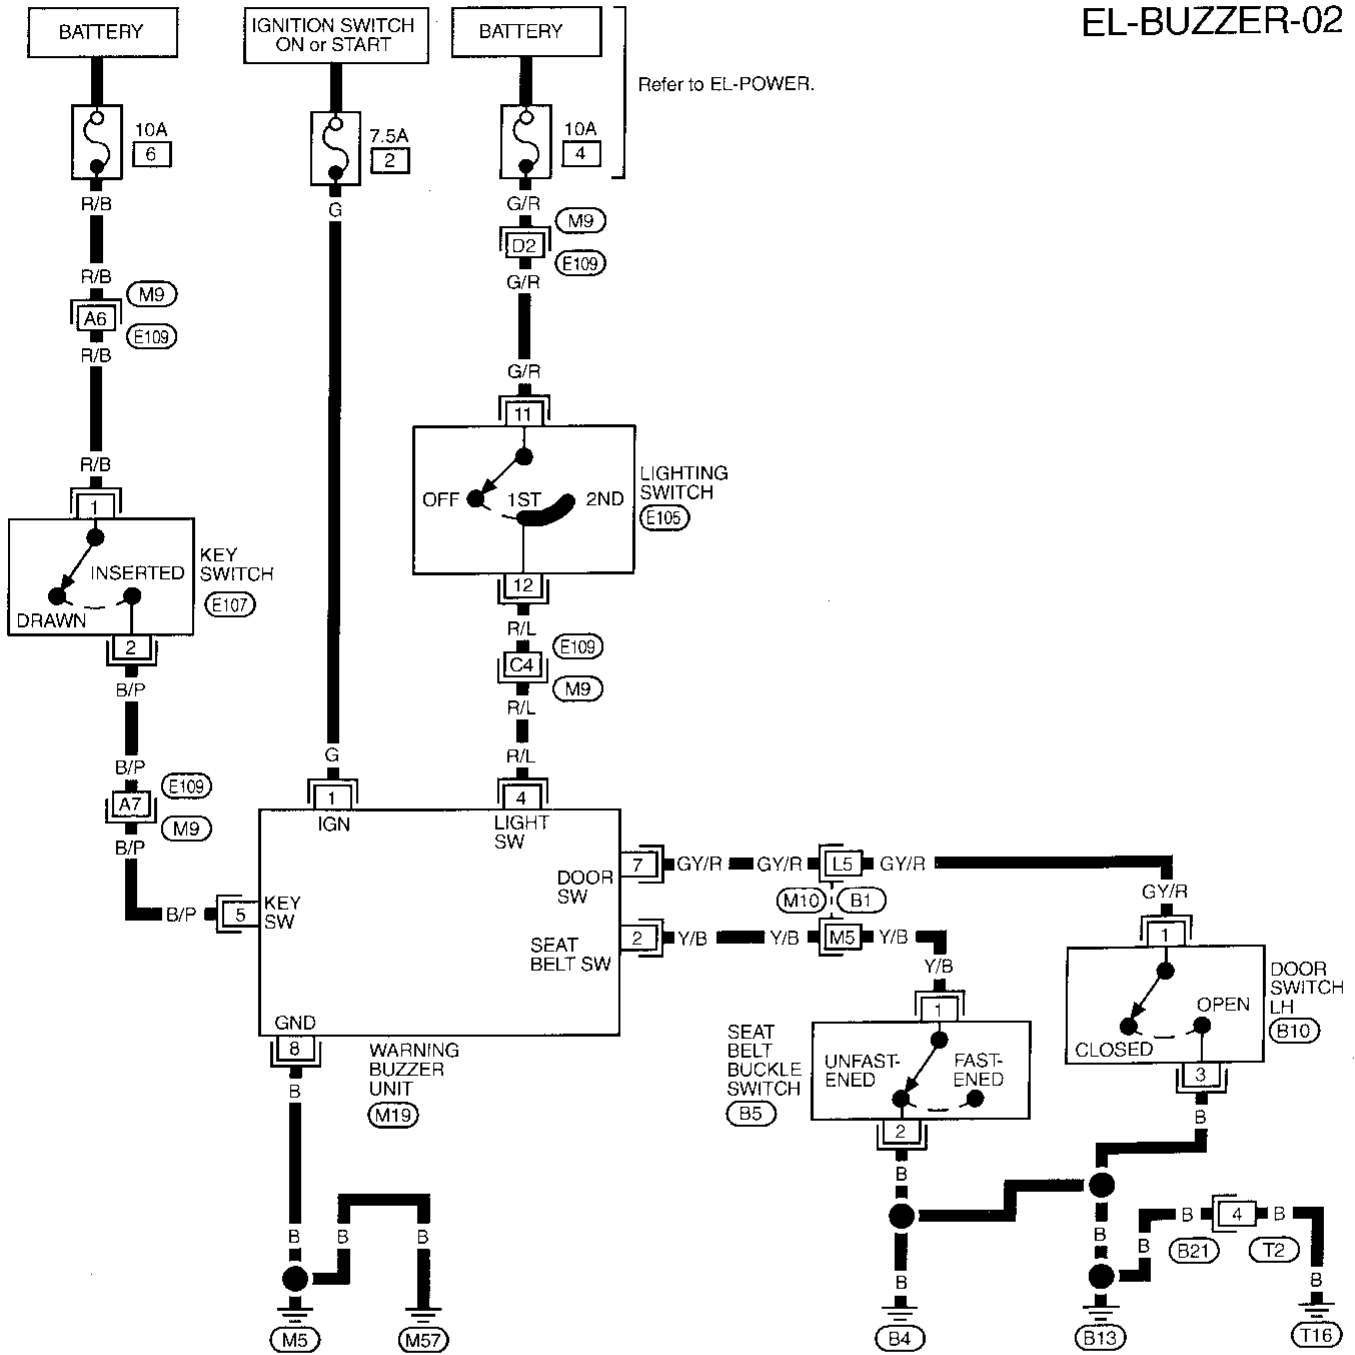 EL-BUZZER-02
BATTERY
IGNITION SWITCH
ON or START
BATTERY
Refer to EL-POWER.
10A
6
7.5A
2
10A
4
R/B
G
G/R
M9
D2
E109
G/R
R/B
M9
A6
E109
R/B
G/R
11
R/B
1
LIGHTING
SWITCH
E105
OFF
1ST
2ND
KEY
SWITCH
E107
INSERTED
DRAWN
12
2
R/L
E109
C4
M9
R/L
B/P
G
R/L
B/P
E109
A7
M9
B/P
1
4
IGN
LIGHT
SW
B/P
5
KEY
SW
DOOR
SW
7
GY/R
GY/R
L5
GY/R
M10
B1
GY/R
SEAT
BELT SW
2
Y/B
Y/B
M5
Y/B
Y/B
1
1
DOOR
SWITCH
LH
B10
OPEN
CLOSED
3
GND
8
WARNING
BUZZER
UNIT
M19
SEAT
BELT
BUCKLE
SWITCH
B5
UNFAST-
ENED
FAST-
ENED
2
B
B
B
B
B
B
B
B
B
B
4
B
B21
T2
B
B
M5
M57
B4
B13
T16